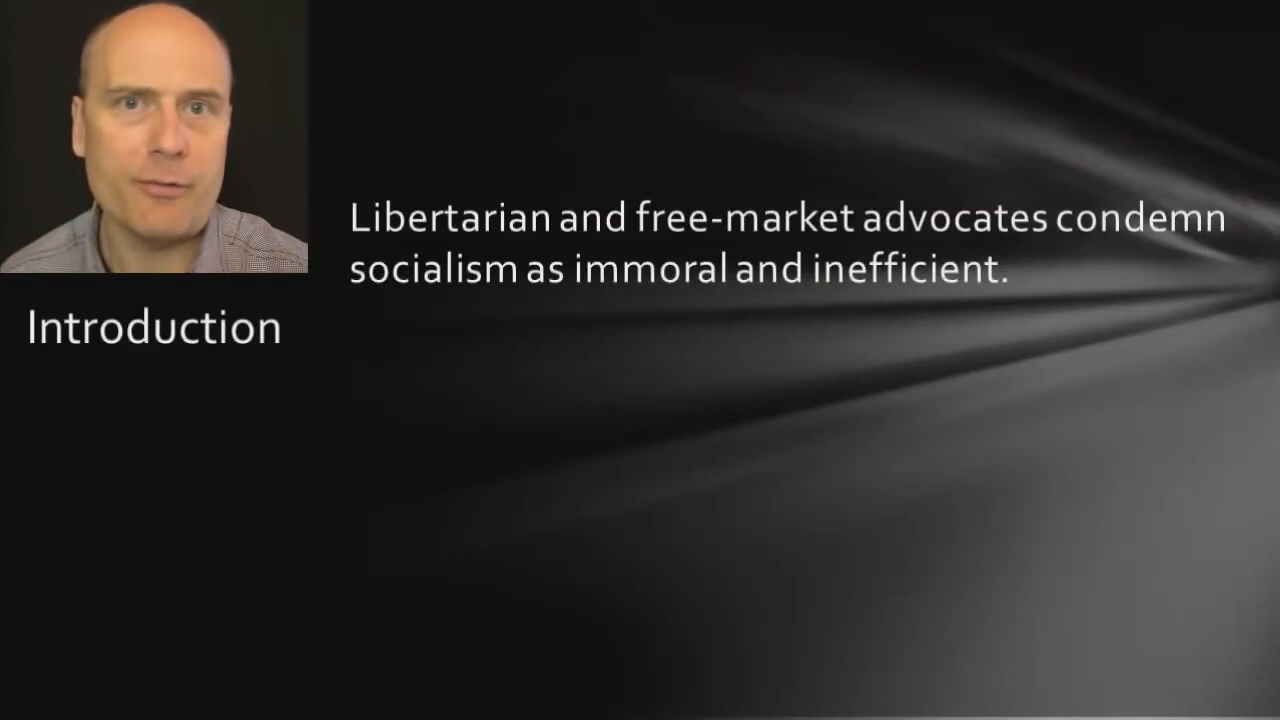 Libertarian and free-market advocates condemn
socialism as immoral and inefficient.
Introduction